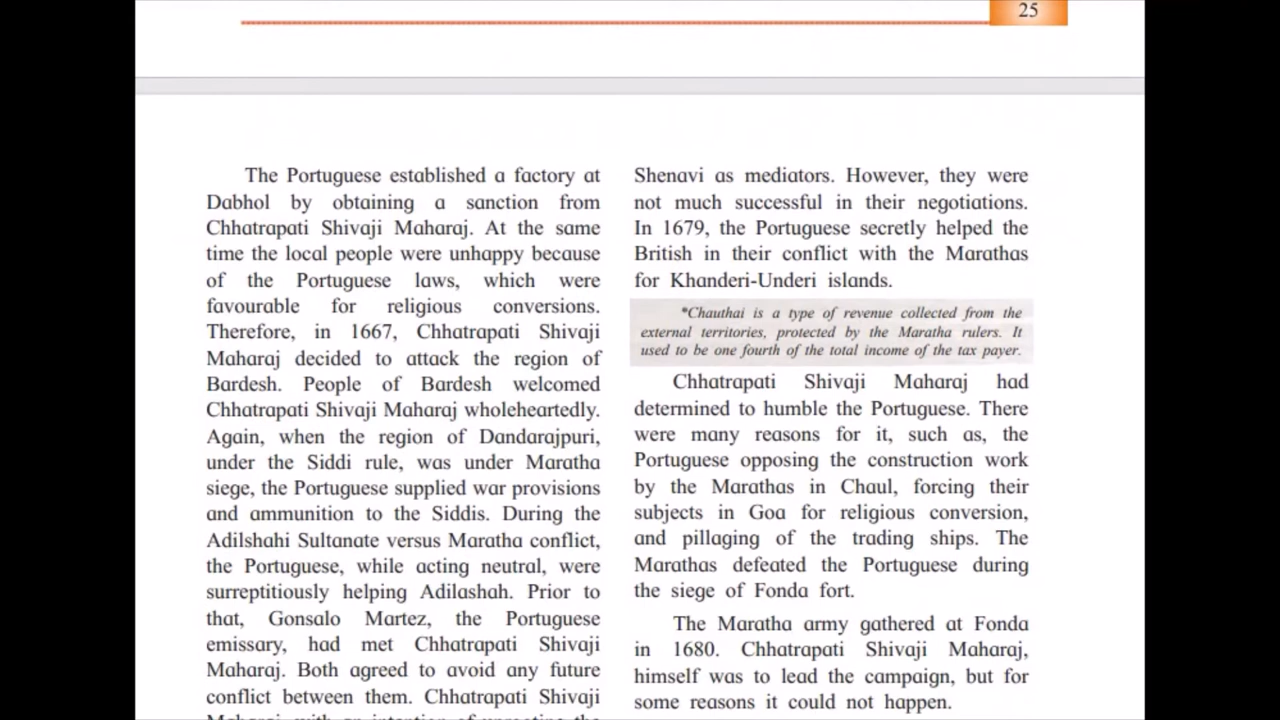 25
The Portuguese established a factory at
Dabhol by obtaining a sanction from
Chhatrapati Shivaji Maharaj. At the same
time the local people were unhappy because
of the Portuguese laws, which were
favourable for religious conversions.
Therefore, in 1667, Chhatrapati Shivaji
Maharaj decided to attack the region of
Bardesh. People of Bardesh welcomed
Chhatrapati Shivaji Maharaj wholeheartedly.
Again, when the region of Dandarajpuri,
under the Siddi rule, was under Maratha
siege, the Portuguese supplied war provisions
and ammunition to the Siddis. During the
Adilshahi Sultanate versus Maratha conflict,
the Portuguese, while acting neutral, were
surreptitiously helping Adilashah. Prior to
that, Gonsalo Martez, the Portuguese
emissary, had met Chhatrapati Shivaji
Maharaj. Both agreed to avoid any future
conflict between them. Chhatrapati Shivaji
Maharaj, with an intention of uprooting the
Shenavi as mediators. However, they were
not much successful in their negotiations.
In 1679, the Portuguese secretly helped the
British in their conflict with the Marathas
for Khanderi-Underi islands.
*Chauthai is a type of revenue collected from the
external territories, protected by the Maratha rulers. It
used to be one fourth of the total income of the tax payer.
Chhatrapati Shivaji Maharaj had
determined to humble the Portuguese. There
were many reasons for it, such as, the
Portuguese opposing the construction work
by the Marathas in Chaul, forcing their
subjects in Goa for religious conversion,
and pillaging of the trading ships. The
Marathas defeated the Portuguese during
the siege of Fonda fort.
The Maratha army gathered at Fonda
in 1680. Chhatrapati Shivaji Maharaj,
himself was to lead the campaign, but for
some reasons it could not happen.